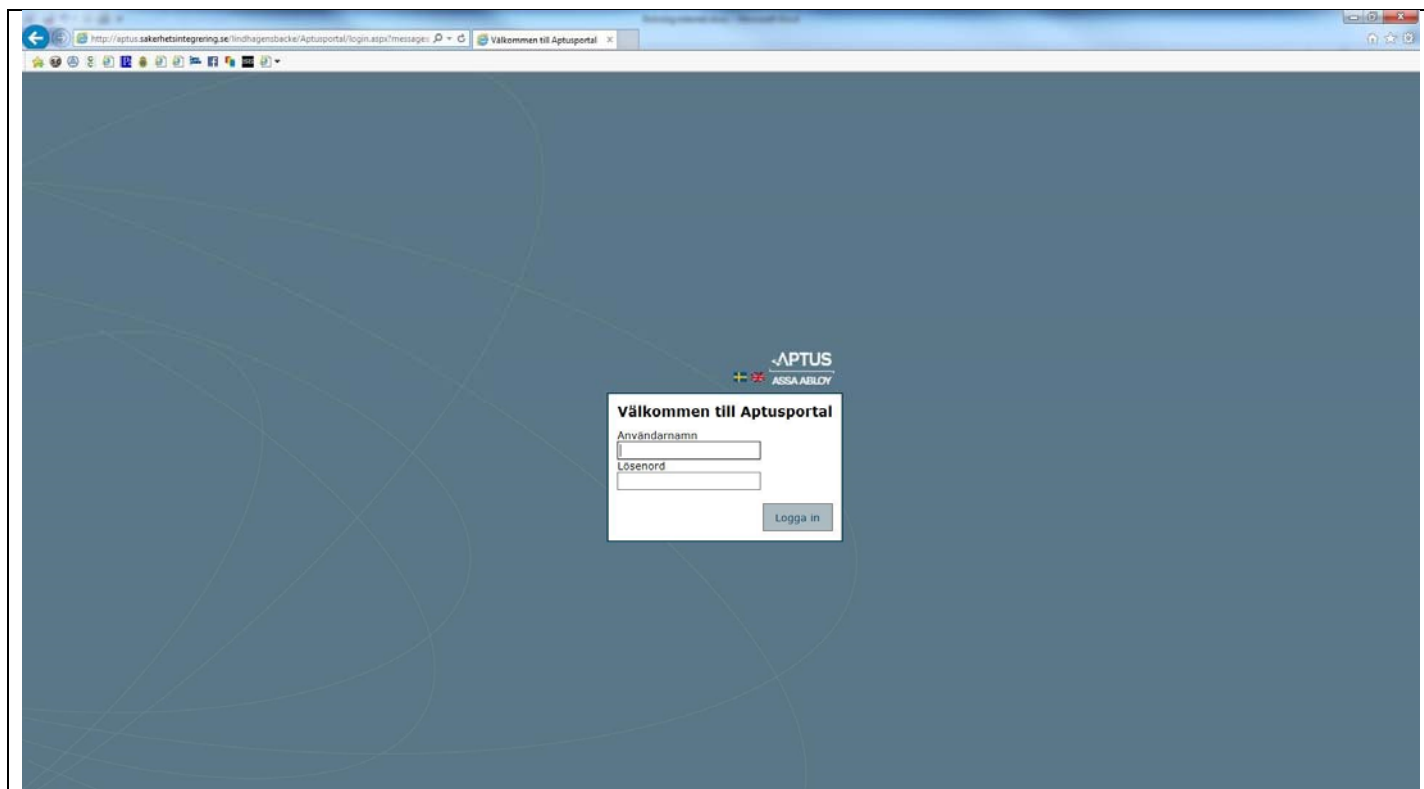 http://aptus.sakerhetsintegrering.se/lindhagensbacke/Aptusportal/login.aspx?messages
Välkommen till Aptusportal
APTUS
ASSA ABLOY
Välkommen till Aptusportal
Användarnamn
Lösenord
Logga in